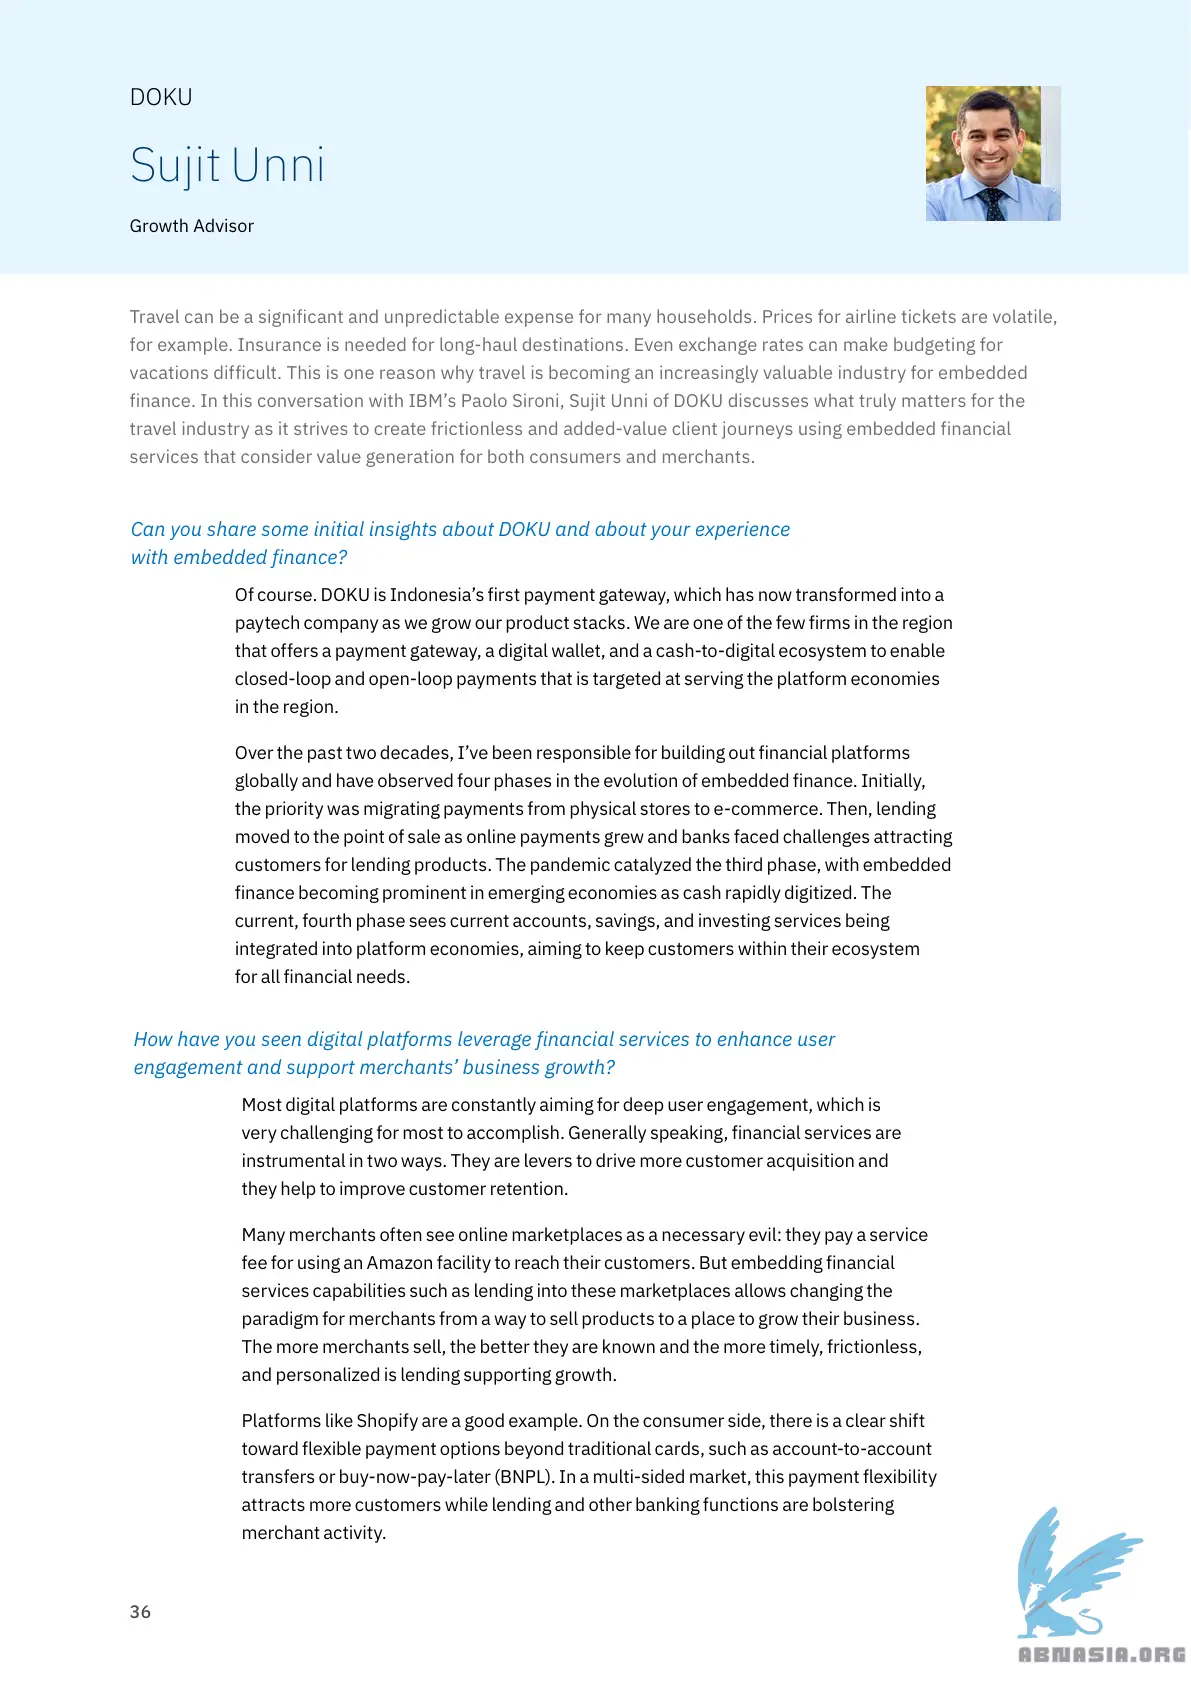 DOKU
Sujit Unni
Growth Advisor
Travel can be a significant and unpredictable expense for many households. Prices for airline tickets are volatile,
for example. Insurance is needed for long-haul destinations. Even exchange rates can make budgeting for
vacations difficult. This is one reason why travel is becoming an increasingly valuable industry for embedded
finance. In this conversation with IBM’s Paolo Sironi, Sujit Unni of DOKU discusses what truly matters for the
travel industry as it strives to create frictionless and added-value client journeys using embedded financial
services that consider value generation for both consumers and merchants.
Can you share some initial insights about DOKU and about your experience
with embedded finance?
Of course. DOKU is Indonesia’s first payment gateway, which has now transformed into a
paytech company as we grow our product stacks. We are one of the few firms in the region
that offers a payment gateway, a digital wallet, and a cash-to-digital ecosystem to enable
closed-loop and open-loop payments that is targeted at serving the platform economies
in the region.
Over the past two decades, I’ve been responsible for building out financial platforms
globally and have observed four phases in the evolution of embedded finance. Initially,
the priority was migrating payments from physical stores to e-commerce. Then, lending
moved to the point of sale as online payments grew and banks faced challenges attracting
customers for lending products. The pandemic catalyzed the third phase, with embedded
finance becoming prominent in emerging economies as cash rapidly digitized. The
current, fourth phase sees current accounts, savings, and investing services being
integrated into platform economies, aiming to keep customers within their ecosystem
for all financial needs.
How have you seen digital platforms leverage financial services to enhance user
engagement and support merchants’ business growth?
Most digital platforms are constantly aiming for deep user engagement, which is
very challenging for most to accomplish. Generally speaking, financial services are
instrumental in two ways. They are levers to drive more customer acquisition and
they help to improve customer retention.
Many merchants often see online marketplaces as a necessary evil: they pay a service
fee for using an Amazon facility to reach their customers. But embedding financial
services capabilities such as lending into these marketplaces allows changing the
paradigm for merchants from a way to sell products to a place to grow their business.
The more merchants sell, the better they are known and the more timely, frictionless,
and personalized is lending supporting growth.
Platforms like Shopify are a good example. On the consumer side, there is a clear shift
toward flexible payment options beyond traditional cards, such as account-to-account
transfers or buy-now-pay-later (BNPL). In a multi-sided market, this payment flexibility
attracts more customers while lending and other banking functions are bolstering
merchant activity.
36
ABNASIA.ORG